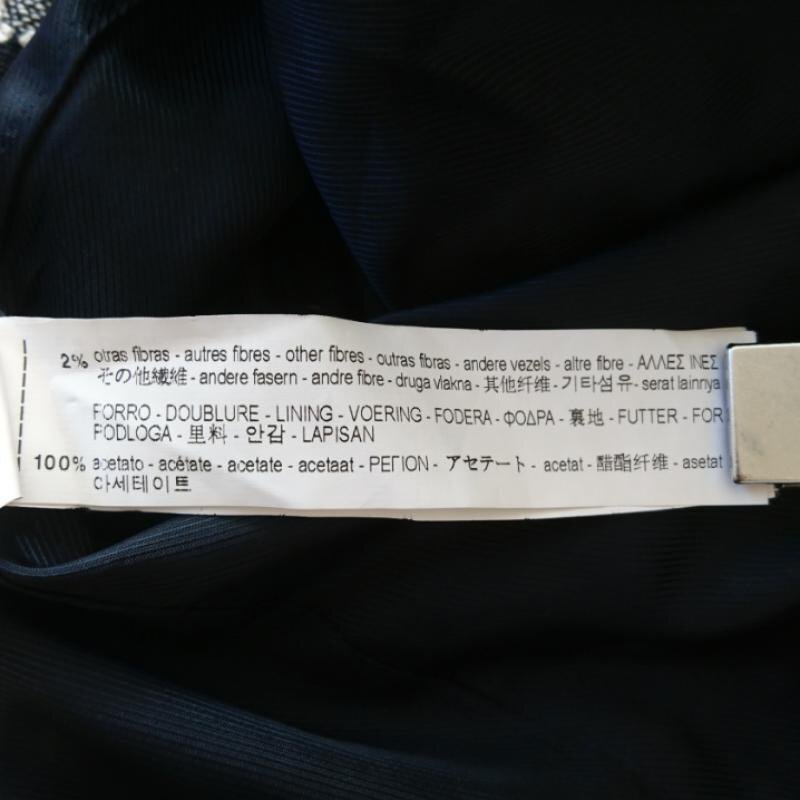 2% otras fibras - autres fibres - other fibres - outras fibras - andere vezels - altre fibre - ΑΛΛΕΣ ΙΝΕΣ
その他繊維 - andere fasern - andre fibre - druga vlakna - 其他纤维 - 기타섬유 - serat lainnya
FORRO - DOUBLURE - LINING - VOERING - FODERA - ΦΟΔΡΑ - 裏地 - FUTTER - FOR
PODLOGA - 里料 - 안감 - LAPISAN
100% acetato - acétate - acetate - acetaat - ΡΕΓΙΟΝ - アセテート - acetat - 醋酯纤维 - asetat
아세테이트